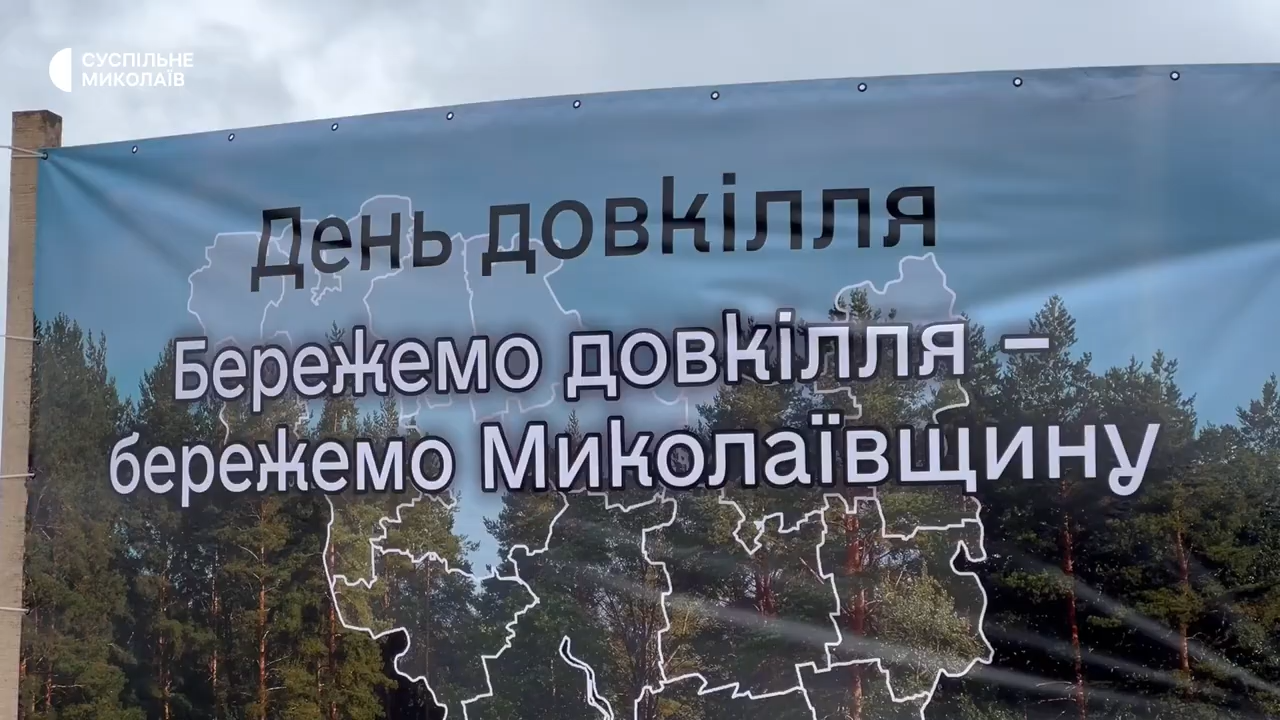 СУСПІЛЬНЕ
МИКОЛАЇВ
День довкілля
Бережемо довкілля –
бережемо Миколаївщину